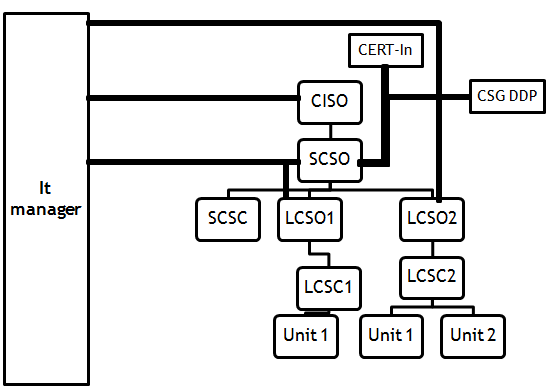 CERT-In
CSG DDP
CISO
SCSO
It
manager
SCSC
LCSO1
LCSO2
LCSC1
LCSC2
Unit 1
Unit 1
Unit 2